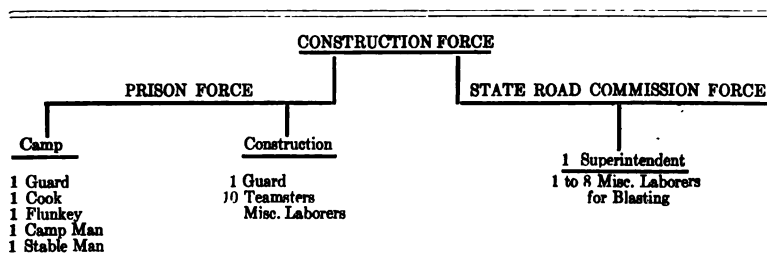 CONSTRUCTION FORCE
PRISON FORCE
STATE ROAD COMMISSION FORCE
Camp
1 Guard
1 Cook
1 Flunkey
1 Camp Man
1 Stable Man
Construction
1 Guard
10 Teamsters
Misc. Laborers
1 Superintendent
1 to 8 Misc. Laborers
for Blasting